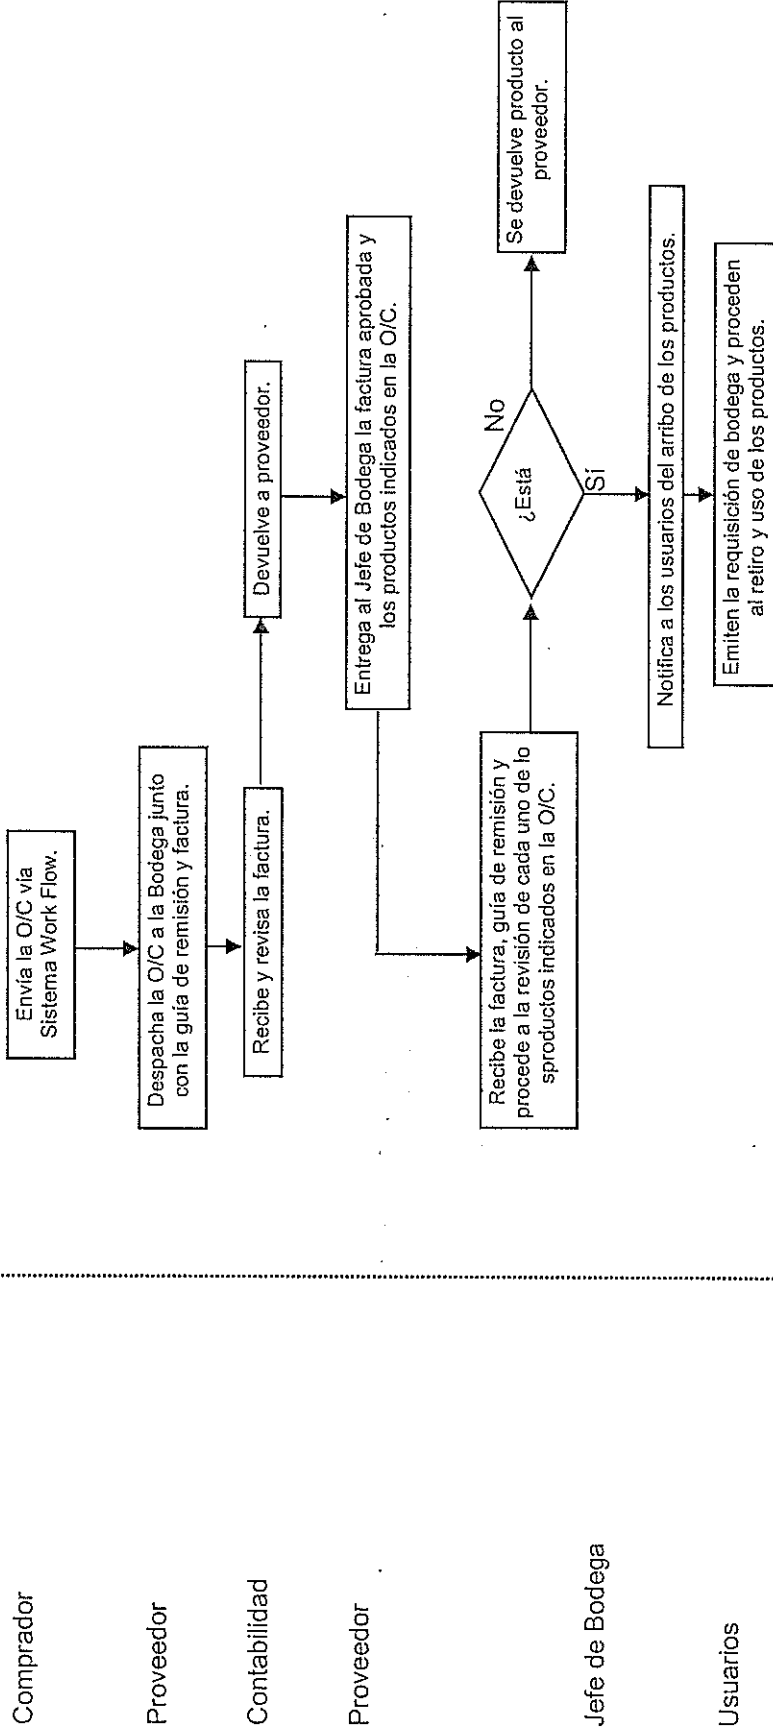 Comprador
Envía la O/C vía
Sistema Work Flow.
Proveedor
Despacha la O/C a la Bodega junto
con la guía de remisión y factura.
Contabilidad
Recibe y revisa la factura.
Devuelve a proveedor.
Proveedor
Entrega al Jefe de Bodega la factura aprobada y
los productos indicados en la O/C.
Jefe de Bodega
Recibe la factura, guía de remisión y
procede a la revisión de cada uno de lo
sproductos indicados en la O/C.
¿Está
No
Se devuelve producto al
proveedor.
Sí
Notifica a los usuarios del arribo de los productos.
Usuarios
Emiten la requisición de bodega y proceden
al retiro y uso de los productos.